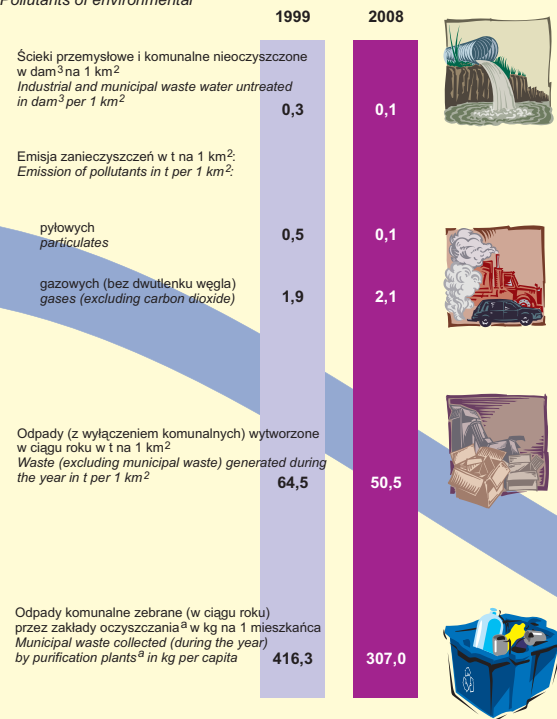 Pollutants of environmental
1999 2008
Ścieki przemysłowe i komunalne nieoczyszczone
w dam³ na 1 km²
Industrial and municipal waste water untreated
in dam³ per 1 km²
0,3 0,1
Emisja zanieczyszczeń w t na 1 km²:
Emission of pollutants in t per 1 km²:
pyłowych
particulates
0,5 0,1
gazowych (bez dwutlenku węgla)
gases (excluding carbon dioxide)
1,9 2,1
Odpady (z wyłączeniem komunalnych) wytworzone
w ciągu roku w t na 1 km²
Waste (excluding municipal waste) generated during
the year in t per 1 km²
64,5 50,5
Odpady komunalne zebrane (w ciągu roku)
przez zakłady oczyszczania ᵃ w kg na 1 mieszkańca
Municipal waste collected (during the year)
by purification plants ᵃ in kg per capita
416,3 307,0